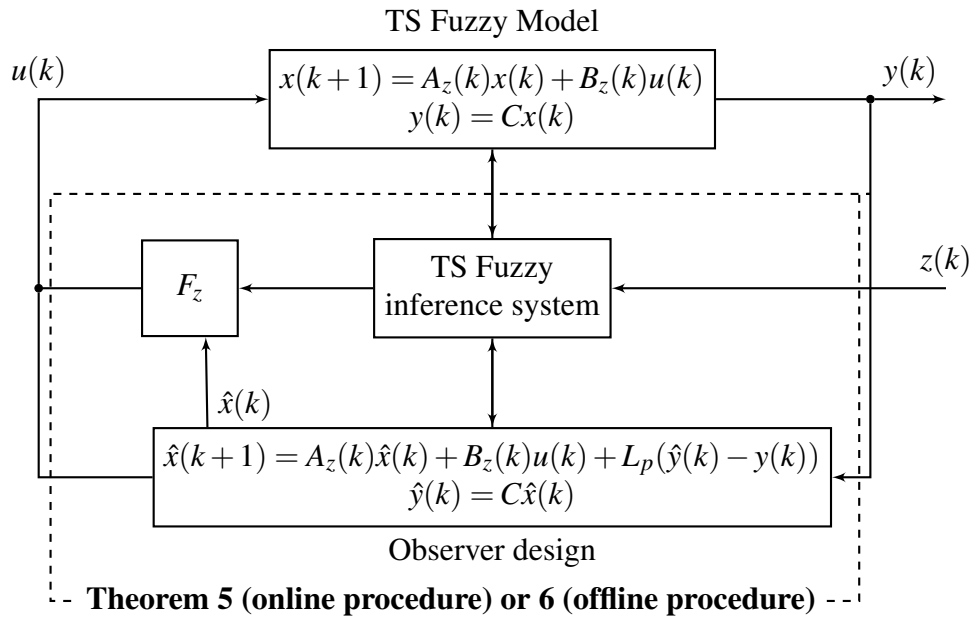 TS Fuzzy Model
u(k)
x(k+1) = A_z(k)x(k) + B_z(k)u(k)
y(k) = Cx(k)
y(k)
F_z
TS Fuzzy
inference system
z(k)
x̂(k)
x̂(k+1) = A_z(k)x̂(k) + B_z(k)u(k) + L_p(ŷ(k) − y(k))
ŷ(k) = Cx̂(k)
Observer design
Theorem 5 (online procedure) or 6 (offline procedure)